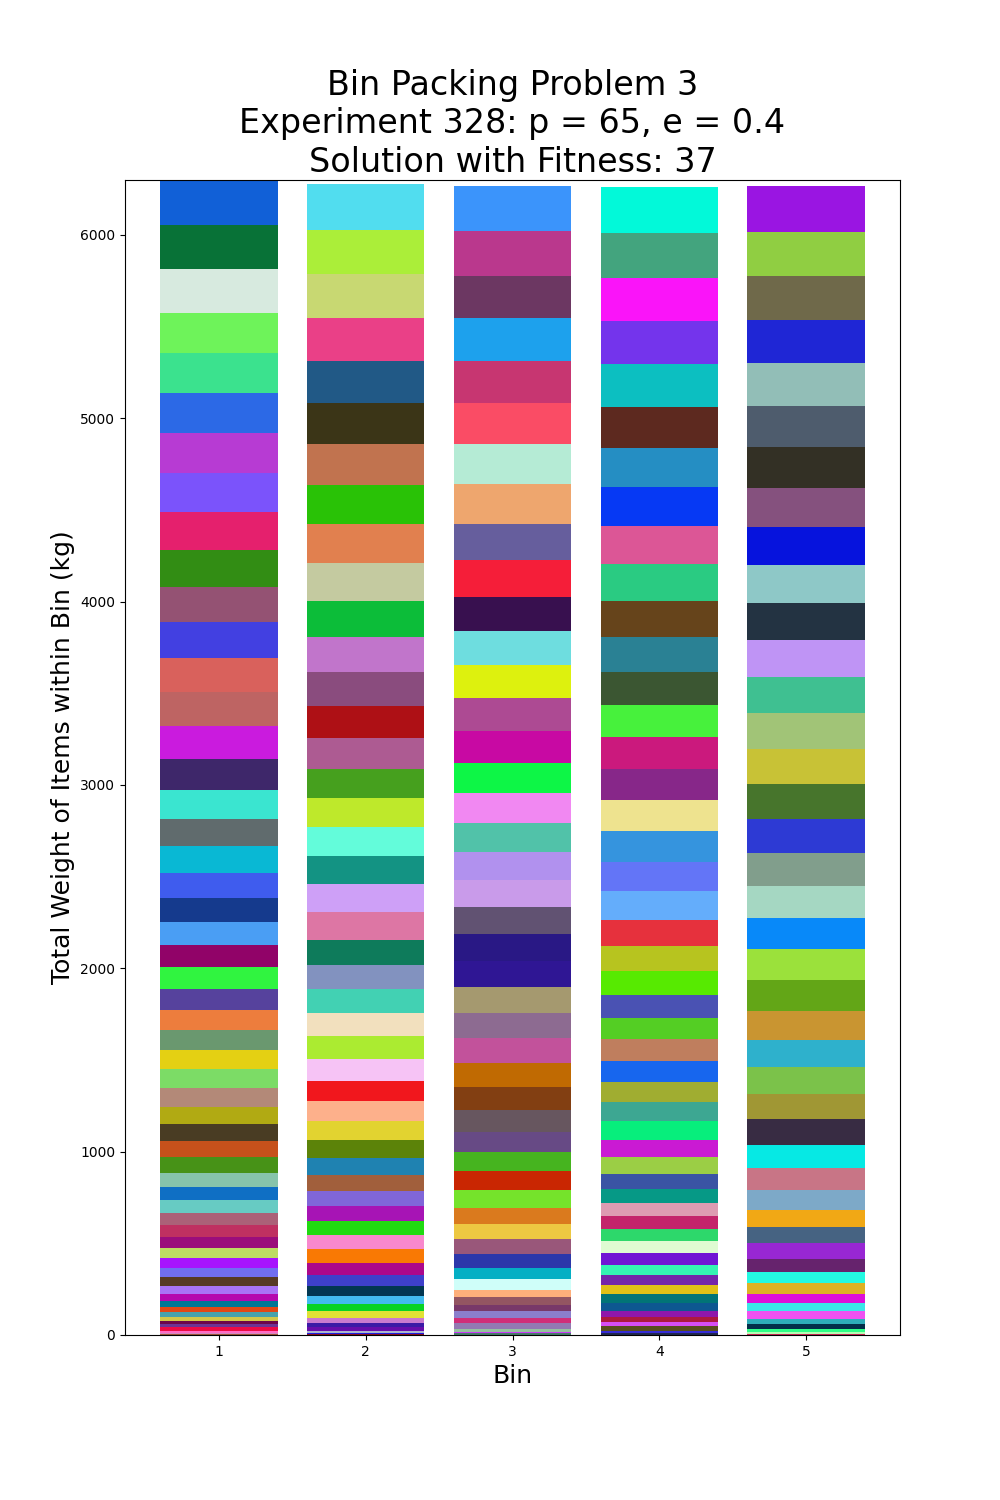 Bin Packing Problem 3
Experiment 328: p = 65, e = 0.4
Solution with Fitness: 37
Total Weight of Items within Bin (kg)
6000
5000
4000
3000
2000
1000
0
1 2 3 4 5
Bin